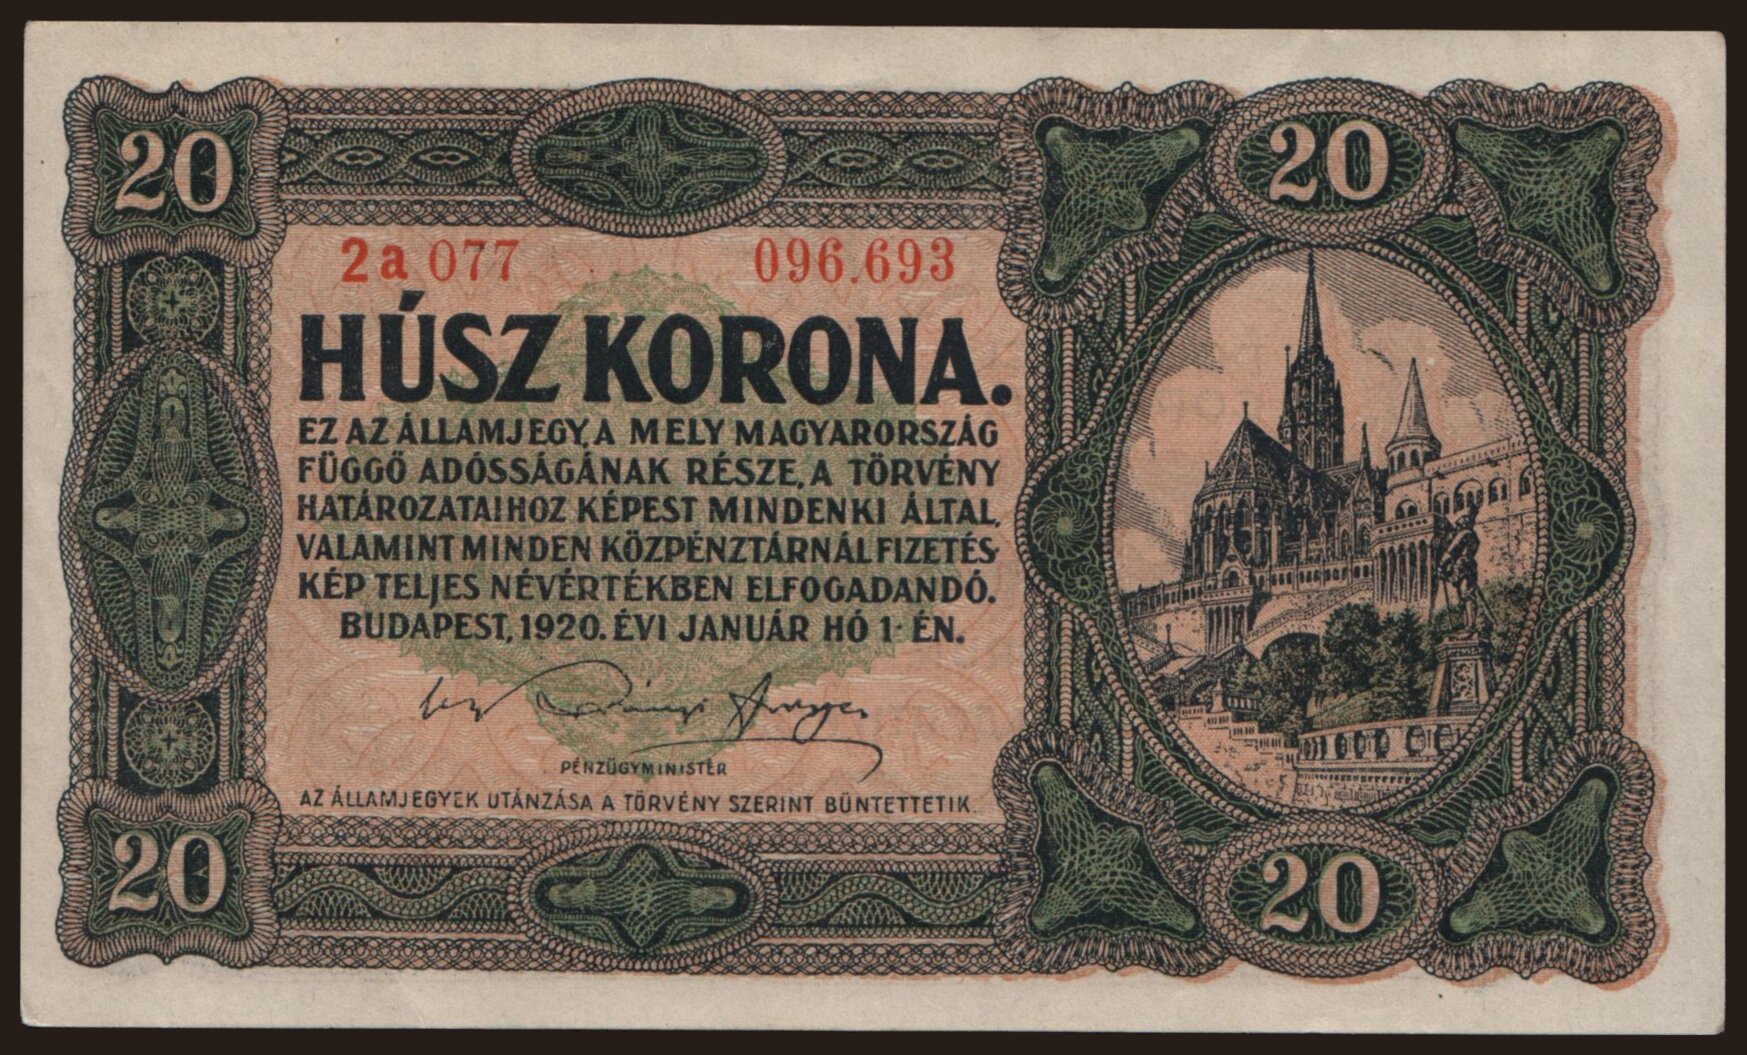 20
20
2a 077 096.693
HÚSZ KORONA.
EZ AZ ÁLLAMJEGY, A MELY MAGYARORSZÁG
FÜGGŐ ADÓSSÁGÁNAK RÉSZE, A TÖRVÉNY
HATÁROZATAIHOZ KÉPEST MINDENKI ÁLTAL,
VALAMINT MINDEN KÖZPÉNZTÁRNÁL FIZETÉS-
KÉP TELJES NÉVÉRTÉKBEN ELFOGADANDÓ.
BUDAPEST, 1920. ÉVI JANUÁR HÓ 1-ÉN.
PÉNZÜGYMINISTER
AZ ÁLLAMJEGYEK UTÁNZÁSA A TÖRVÉNY SZERINT BÜNTETTETIK.
20
20